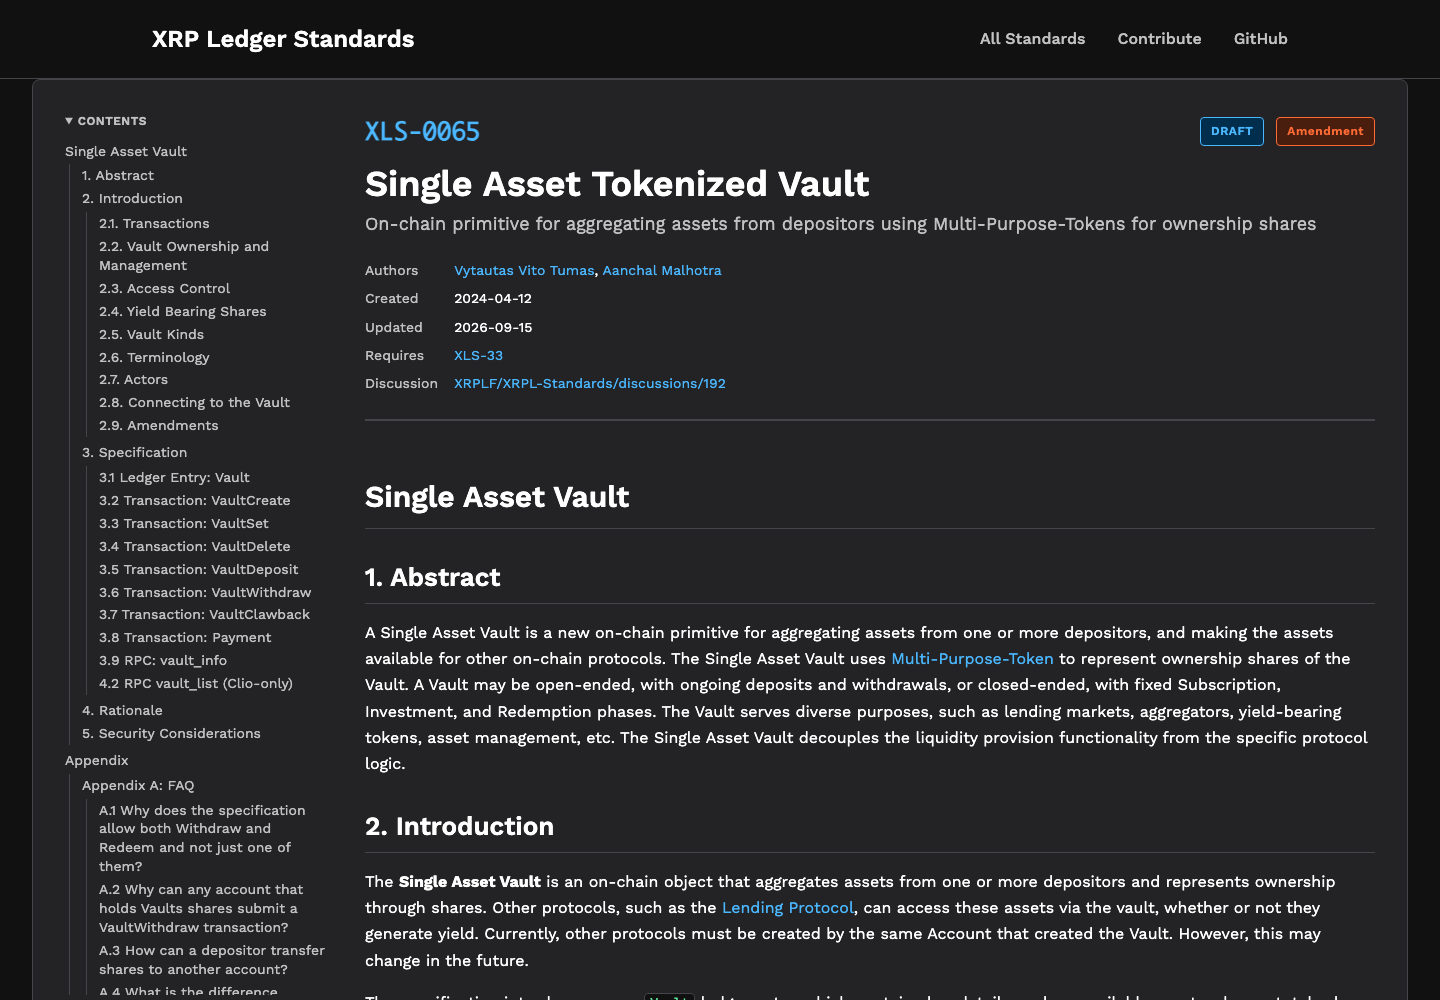 XRP Ledger Standards
All Standards
Contribute
GitHub
▼ CONTENTS
Single Asset Vault
1. Abstract
2. Introduction
2.1. Transactions
2.2. Vault Ownership and
Management
2.3. Access Control
2.4. Yield Bearing Shares
2.5. Vault Kinds
2.6. Terminology
2.7. Actors
2.8. Connecting to the Vault
2.9. Amendments
3. Specification
3.1 Ledger Entry: Vault
3.2 Transaction: VaultCreate
3.3 Transaction: VaultSet
3.4 Transaction: VaultDelete
3.5 Transaction: VaultDeposit
3.6 Transaction: VaultWithdraw
3.7 Transaction: VaultClawback
3.8 Transaction: Payment
3.9 RPC: vault_info
4.2 RPC vault_list (Clio-only)
4. Rationale
5. Security Considerations
Appendix
Appendix A: FAQ
A.1 Why does the specification
allow both Withdraw and
Redeem and not just one of
them?
A.2 Why can any account that
holds Vaults shares submit a
VaultWithdraw transaction?
A.3 How can a depositor transfer
shares to another account?
A.4 What is the difference
XLS-0065
DRAFT
Amendment
Single Asset Tokenized Vault
On-chain primitive for aggregating assets from depositors using Multi-Purpose-Tokens for ownership shares
Authors Vytautas Vito Tumas, Aanchal Malhotra
Created 2024-04-12
Updated 2026-09-15
Requires XLS-33
Discussion XRPLF/XRPL-Standards/discussions/192
Single Asset Vault
1. Abstract
A Single Asset Vault is a new on-chain primitive for aggregating assets from one or more depositors, and making the assets
available for other on-chain protocols. The Single Asset Vault uses Multi-Purpose-Token to represent ownership shares of the
Vault. A Vault may be open-ended, with ongoing deposits and withdrawals, or closed-ended, with fixed Subscription,
Investment, and Redemption phases. The Vault serves diverse purposes, such as lending markets, aggregators, yield-bearing
tokens, asset management, etc. The Single Asset Vault decouples the liquidity provision functionality from the specific protocol
logic.
2. Introduction
The Single Asset Vault is an on-chain object that aggregates assets from one or more depositors and represents ownership
through shares. Other protocols, such as the Lending Protocol, can access these assets via the vault, whether or not they
generate yield. Currently, other protocols must be created by the same Account that created the Vault. However, this may
change in the future.